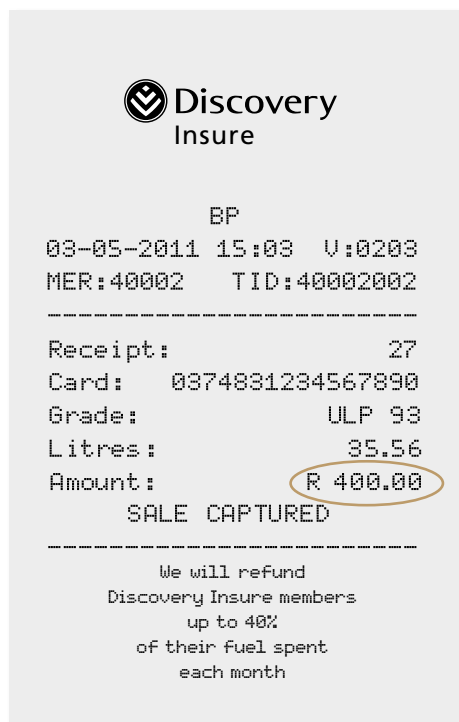 Discovery
Insure
BP
03-05-2011 15:03 V:0203
MER:40002 TID:40002002
------------------------
Receipt: 27
Card: 0374831234567890
Grade: ULP 93
Litres: 35.56
Amount: R 400.00
SALE CAPTURED
------------------------
We will refund
Discovery Insure members
up to 40%
of their fuel spent
each month